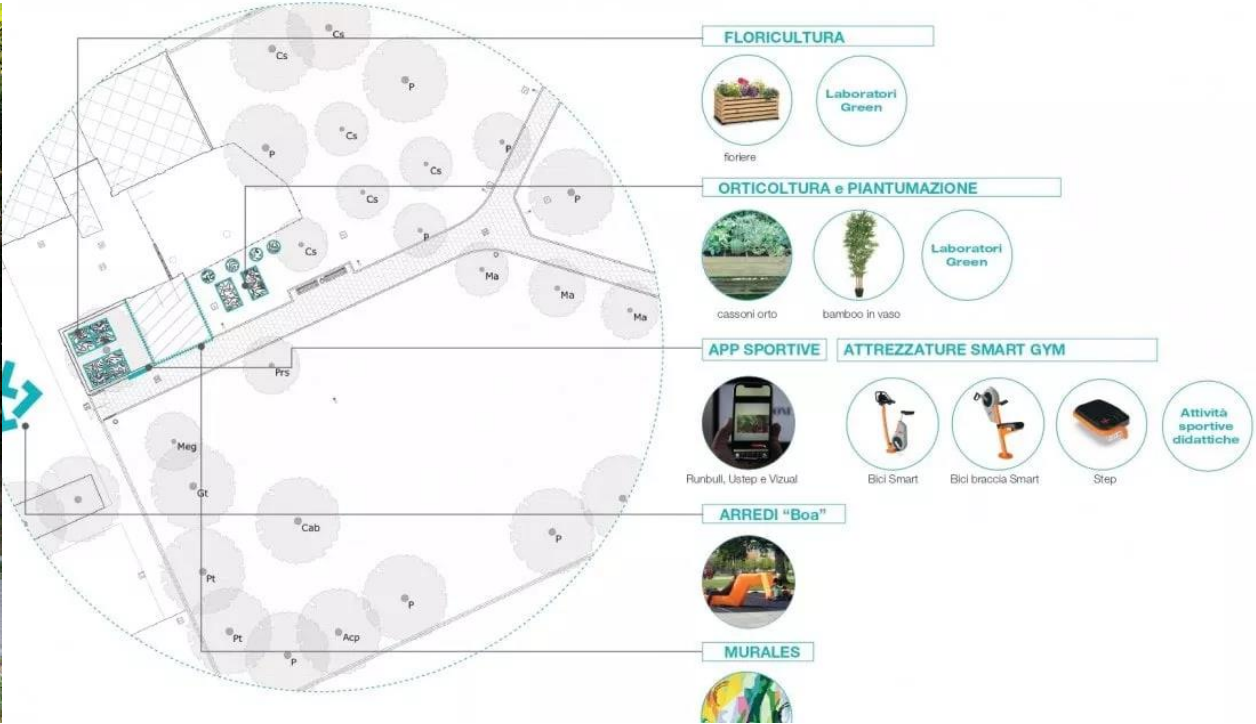 FLORICULTURA
Laboratori
Green
fioriere
ORTICOLTURA e PIANTUMAZIONE
Laboratori
Green
cassoni orto
bamboo in vaso
APP SPORTIVE
ATTREZZATURE SMART GYM
Attività
sportive
didattiche
Runbull, Ustep e Vizual
Bici Smart
Bici braccia Smart
Step
ARREDI “Boa”
MURALES
Cs
Cs
P
Cs
P
P
Cs
Cs
P
P
Cs
Ma
Ma
Ma
Prs
Meg
Gt
Cab
P
Pt
P
Pt
Acp
P